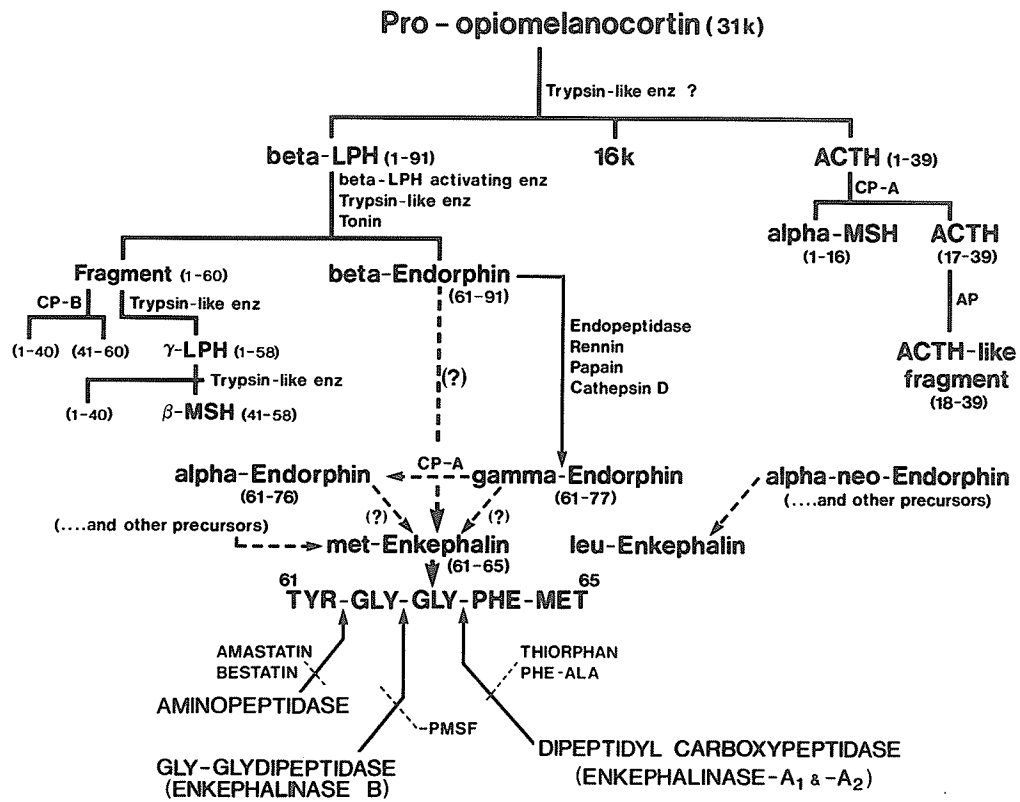 Pro-opiomelanocortin (31k)
Trypsin-like enz ?
beta-LPH (1-91)
16k
ACTH (1-39)
beta-LPH activating enz
Trypsin-like enz
Tonin
CP-A
alpha-MSH
(1-16)
ACTH
(17-39)
Fragment (1-60)
beta-Endorphin
(61-91)
CP-B
Trypsin-like enz
AP
(1-40)
(41-60)
γ-LPH (1-58)
Endopeptidase
Rennin
Papain
Cathepsin D
ACTH-like
fragment
(18-39)
Trypsin-like enz
(?)
(1-40)
β-MSH (41-58)
alpha-Endorphin
(61-76)
CP-A
gamma-Endorphin
(61-77)
alpha-neo-Endorphin
(....and other precursors)
(....and other precursors)
(?)
(?)
met-Enkephalin
(61-65)
leu-Enkephalin
61
65
TYR-GLY-GLY-PHE-MET
AMASTATIN
BESTATIN
THIORPHAN
PHE-ALA
AMINOPEPTIDASE
-PMSF
GLY-GLYDIPEPTIDASE
(ENKEPHALINASE B)
DIPEPTIDYL CARBOXYPEPTIDASE
(ENKEPHALINASE-A1 & -A2)